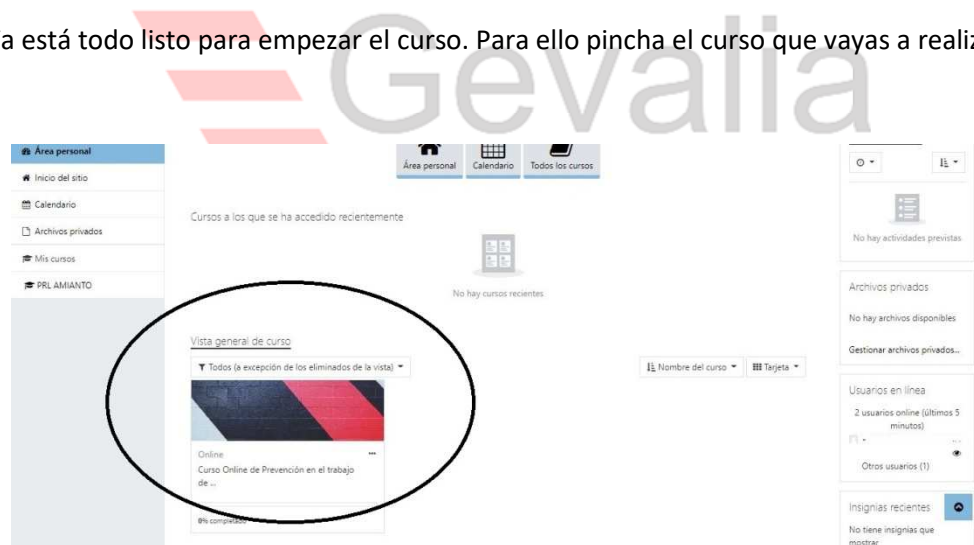 a está todo listo para empezar el curso. Para ello pincha el curso que vayas a realiz
Gevalia
Área personal
Inicio del sitio
Calendario
Archivos privados
Mis cursos
PRL AMIANTO
Área personal
Calendario
Todos los cursos
Cursos a los que se ha accedido recientemente
No hay cursos recientes
Vista general de curso
Todos (a excepción de los eliminados de la vista)
Nombre del curso
Tarjeta
Online
...
Curso Online de Prevención en el trabajo
de ...
0% completado
No hay actividades previstas
Archivos privados
No hay archivos disponibles
Gestionar archivos privados...
Usuarios en línea
2 usuarios online (últimos 5
minutos)
Otros usuarios (1)
Insignias recientes
No tiene insignias que
mostrar